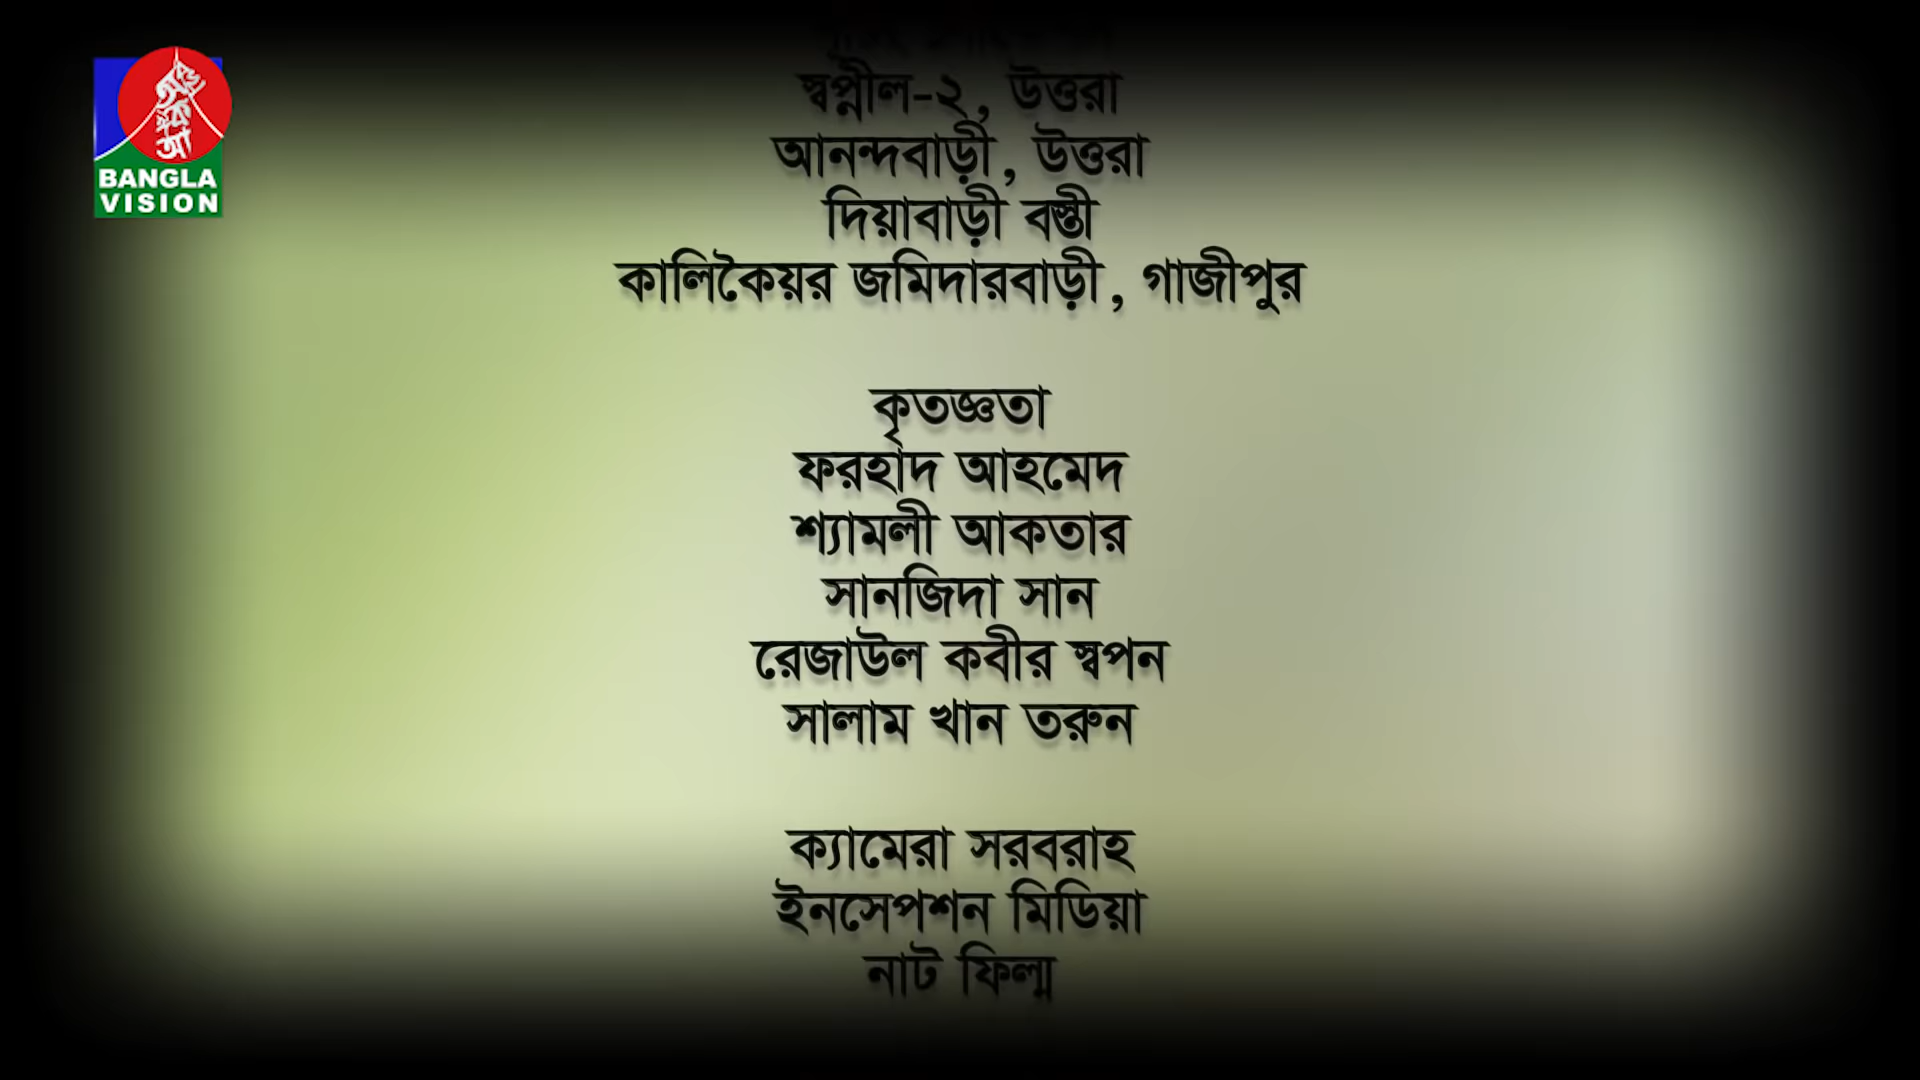 BANGLA
VISION
স্বপ্নীল-২, উত্তরা
আনন্দবাড়ী, উত্তরা
দিয়াবাড়ী বস্তী
কালিকৈয়র জমিদারবাড়ী, গাজীপুর
কৃতজ্ঞতা
ফরহাদ আহমেদ
শ্যামলী আকতার
সানজিদা সান
রেজাউল কবীর স্বপন
সালাম খান তরুন
ক্যামেরা সরবরাহ
ইনসেপশন মিডিয়া
নাট ফিল্ম